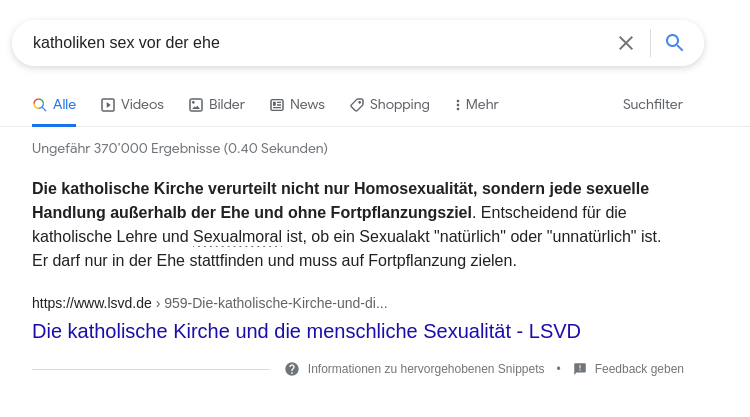 katholiken sex vor der ehe
Alle Videos Bilder News Shopping Mehr Suchfilter
Ungefähr 370'000 Ergebnisse (0.40 Sekunden)
Die katholische Kirche verurteilt nicht nur Homosexualität, sondern jede sexuelle
Handlung außerhalb der Ehe und ohne Fortpflanzungsziel. Entscheidend für die
katholische Lehre und Sexualmoral ist, ob ein Sexualakt "natürlich" oder "unnatürlich" ist.
Er darf nur in der Ehe stattfinden und muss auf Fortpflanzung zielen.
https://www.lsvd.de › 959-Die-katholische-Kirche-und-di...
Die katholische Kirche und die menschliche Sexualität - LSVD
Informationen zu hervorgehobenen Snippets • Feedback geben